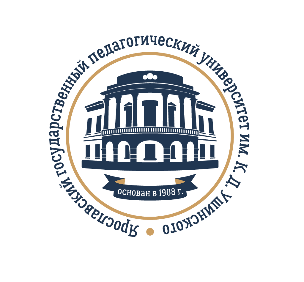 Ярославский государственный педагогический университет им. К. Д. Ушинского
основан в 1908 г.